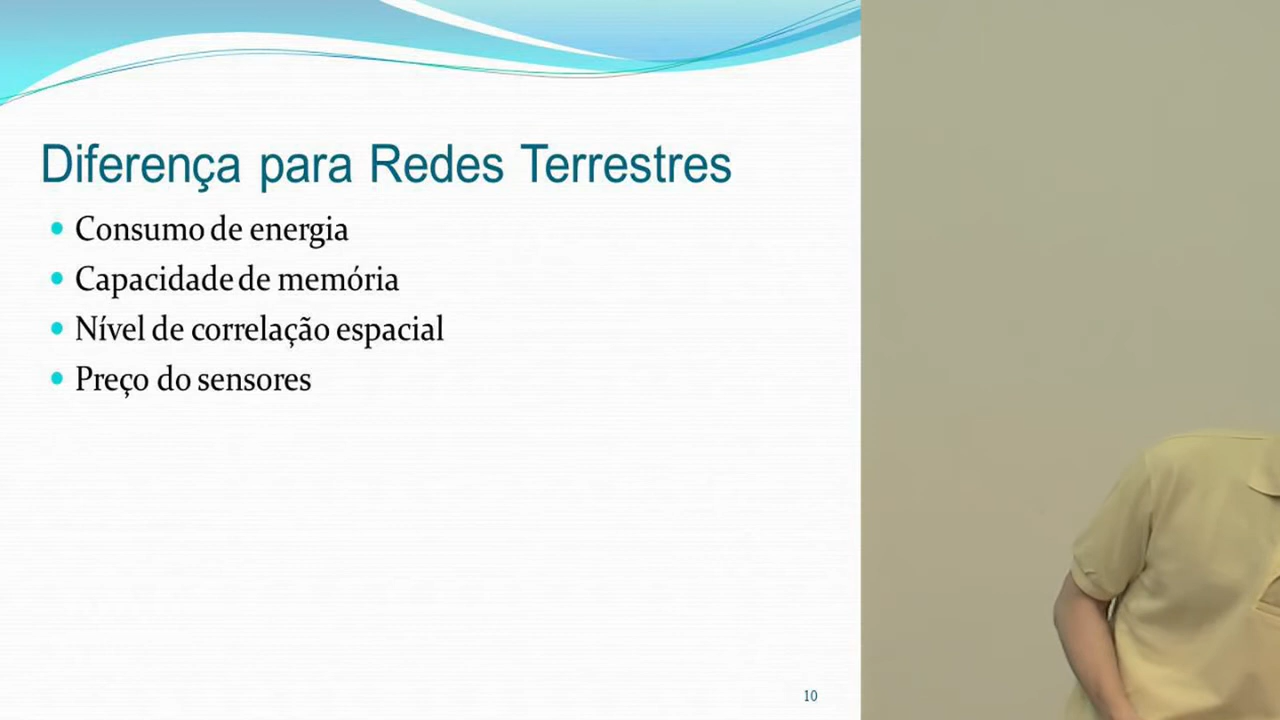 Diferença para Redes Terrestres
Consumo de energia
Capacidade de memória
Nível de correlação espacial
Preço do sensores
10